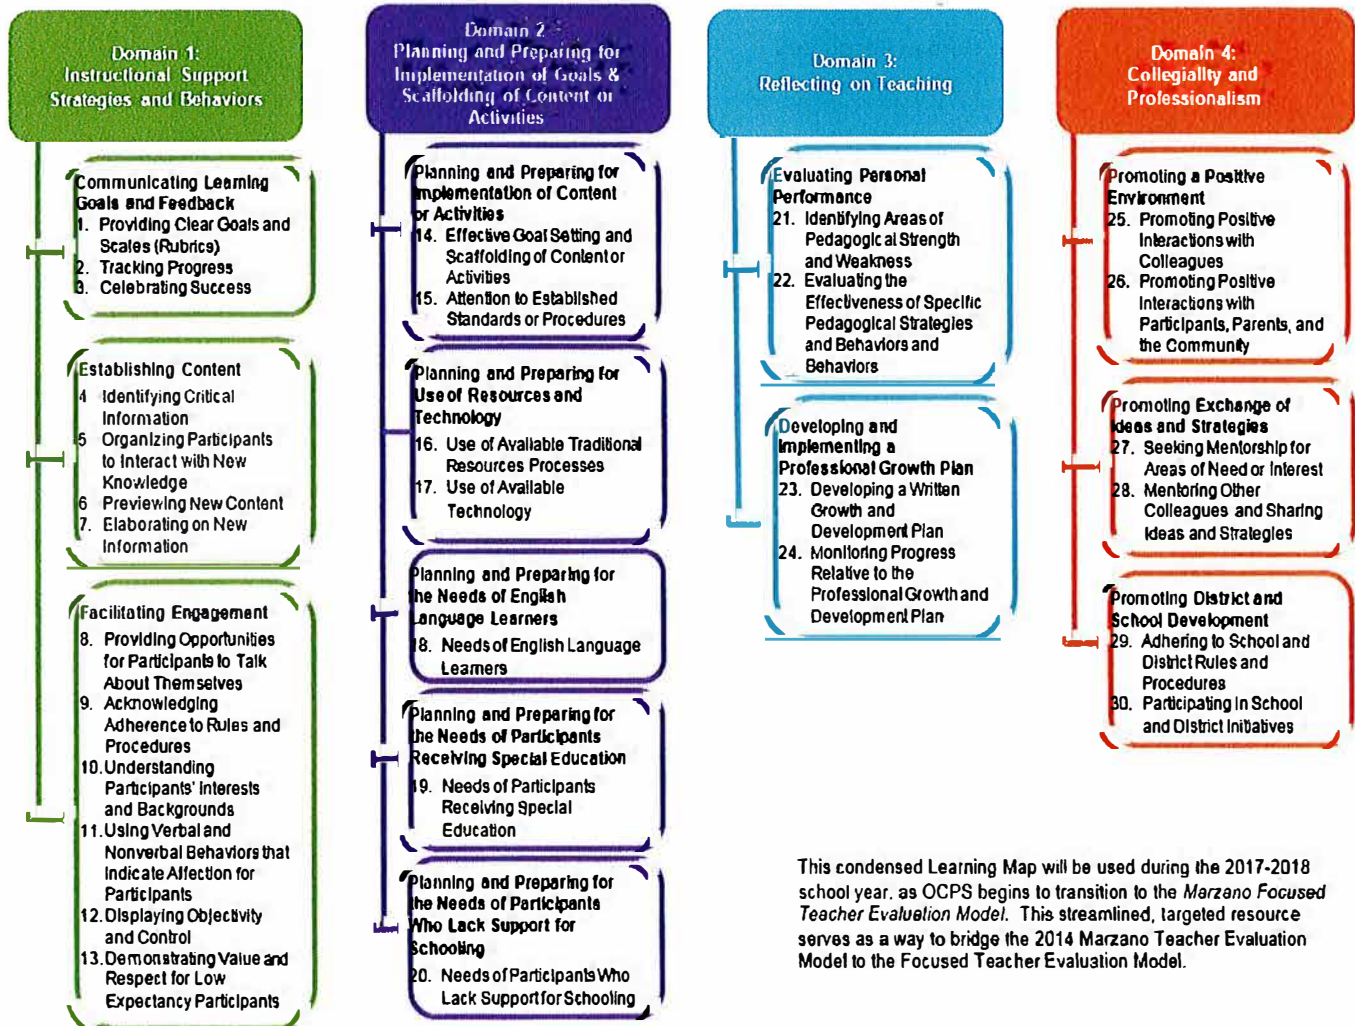 Domain 1:
Instructional Support
Strategies and Behaviors
Communicating Learning
Goals and Feedback
1. Providing Clear Goals and
Scales (Rubrics)
2. Tracking Progress
3. Celebrating Success
Establishing Content
4 Identifying Critical
Information
5 Organizing Participants
to Interact with New
Knowledge
6 Previewing New Content
7. Elaborating on New
Information
Facilitating Engagement
8. Providing Opportunities
for Participants to Talk
About Themselves
9. Acknowledging
Adherence to Rules and
Procedures
10. Understanding
Participants' Interests
and Backgrounds
11. Using Verbal and
Nonverbal Behaviors that
Indicate Affection for
Participants
12. Displaying Objectivity
and Control
13. Demonstrating Value and
Respect for Low
Expectancy Participants
Domain 2
Planning and Preparing for
Implementation of Goals &
Scaffolding of Content or
Activities
Planning and Preparing for
Implementation of Content
or Activities
14. Effective Goal Setting and
Scaffolding of Content or
Activities
15. Attention to Established
Standards or Procedures
Planning and Preparing for
Use of Resources and
Technology
16. Use of Available Traditional
Resources Processes
17. Use of Available
Technology
Planning and Preparing for
the Needs of English
Language Learners
18. Needs of English Language
Learners
Planning and Preparing for
the Needs of Participants
Receiving Special Education
19. Needs of Participants
Receiving Special
Education
Planning and Preparing for
the Needs of Participants
Who Lack Support for
Schooling
20. Needs of Participants Who
Lack Support for Schooling
Domain 3:
Reflecting on Teaching
Evaluating Personal
Performance
21. Identifying Areas of
Pedagogical Strength
and Weakness
22. Evaluating the
Effectiveness of Specific
Pedagogical Strategies
and Behaviors and
Behaviors
Developing and
Implementing a
Professional Growth Plan
23. Developing a Written
Growth and
Development Plan
24. Monitoring Progress
Relative to the
Professional Growth and
Development Plan
Domain 4:
Collegiality and
Professionalism
Promoting a Positive
Environment
25. Promoting Positive
Interactions with
Colleagues
26. Promoting Positive
Interactions with
Participants, Parents, and
the Community
Promoting Exchange of
Ideas and Strategies
27. Seeking Mentorship for
Areas of Need or Interest
28. Mentoring Other
Colleagues and Sharing
Ideas and Strategies
Promoting District and
School Development
29. Adhering to School and
District Rules and
Procedures
30. Participating in School
and District Initiatives
This condensed Learning Map will be used during the 2017-2018
school year, as OCPS begins to transition to the Marzano Focused
Teacher Evaluation Model. This streamlined, targeted resource
serves as a way to bridge the 2014 Marzano Teacher Evaluation
Model to the Focused Teacher Evaluation Model.